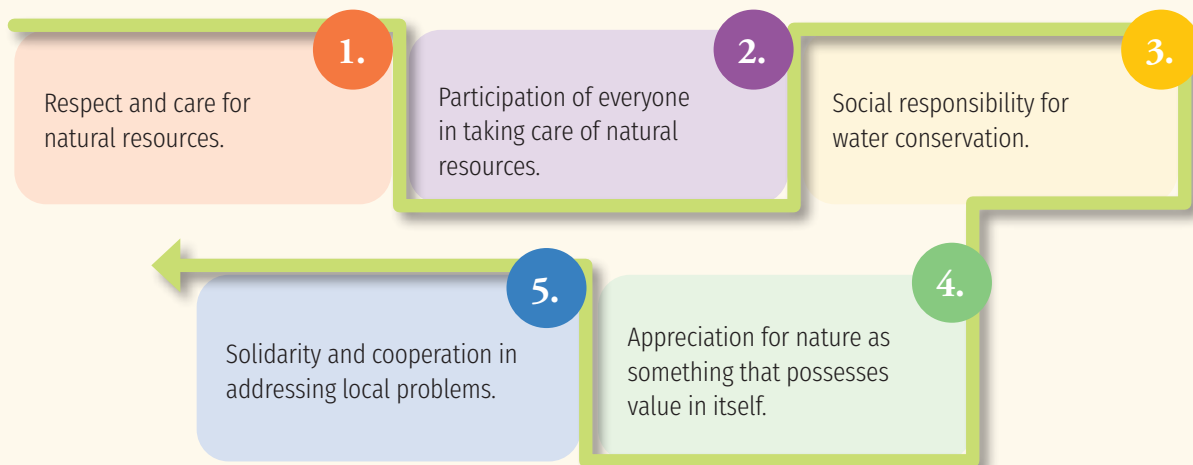 1.
Respect and care for
natural resources.
2.
Participation of everyone
in taking care of natural
resources.
3.
Social responsibility for
water conservation.
4.
Appreciation for nature as
something that possesses
value in itself.
5.
Solidarity and cooperation in
addressing local problems.